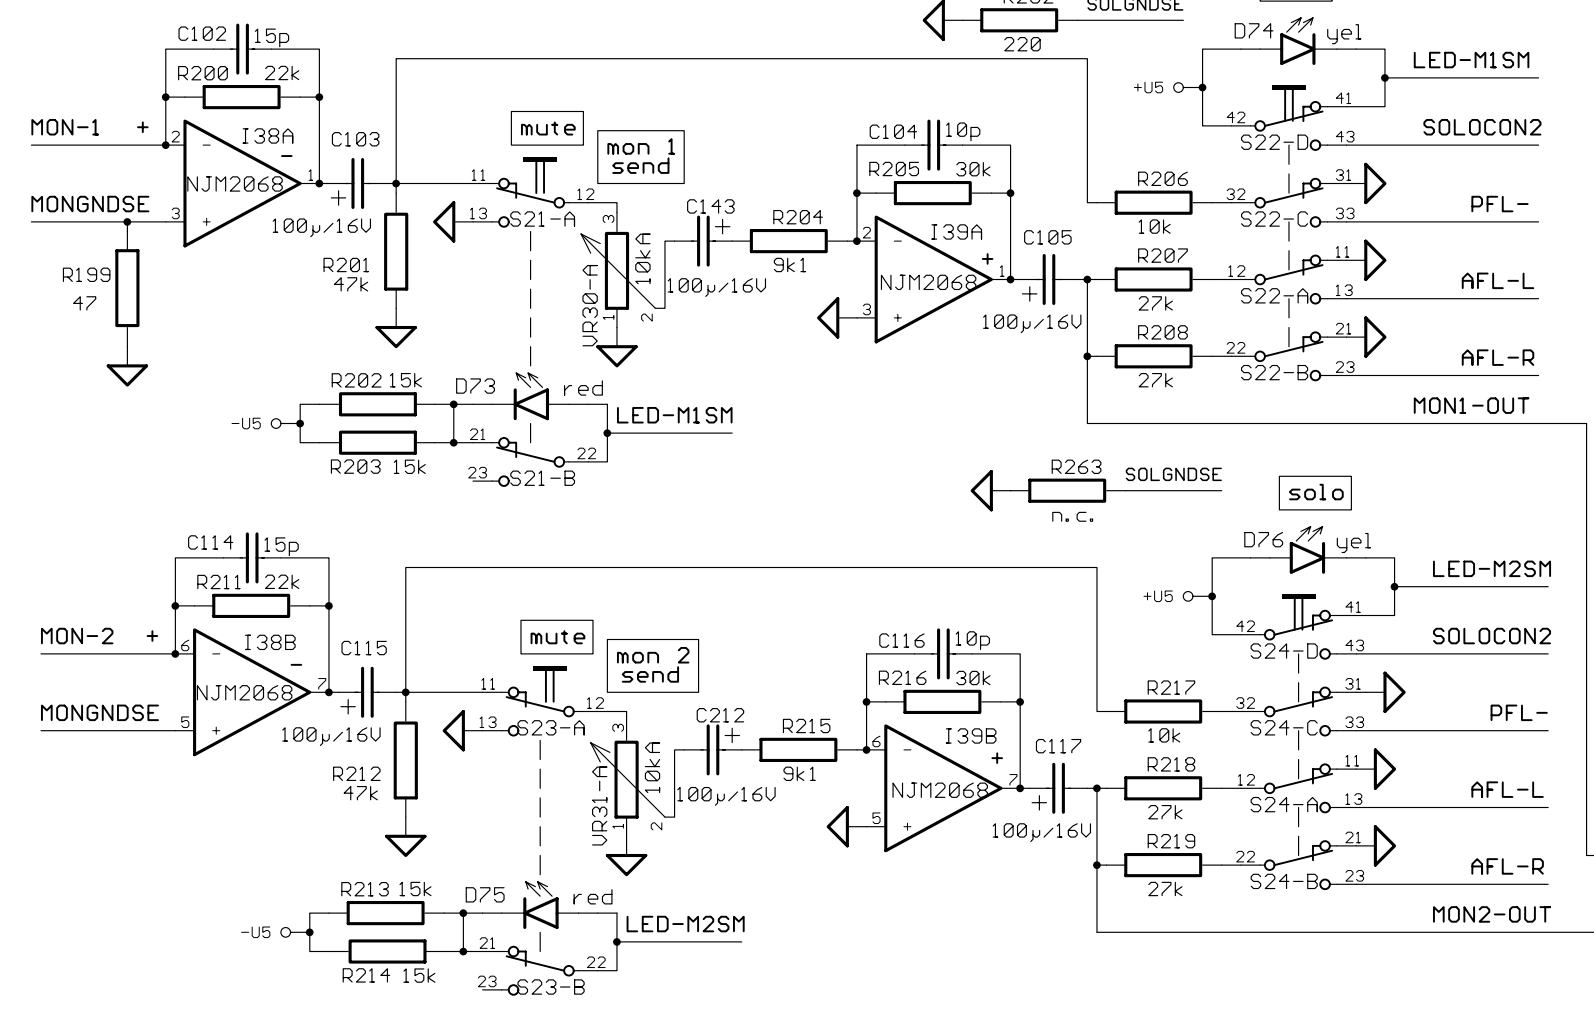 SOLGNDSE
220
C102 15p
R200 22k
MON-1 +
2 −
I38A
−
NJM2068
1
MONGNDSE
3 +
R199
47
C103
+
100µ/16V
R201
47k
mute
11
12
13
S21-A
mon 1
send
3
VR30-A
10kA
1
2
C143
+
100µ/16V
R204
9k1
C104 10p
R205 30k
2 −
I39A
+
NJM2068
1
3 +
C105
+
100µ/16V
D74 yel
+U5
LED-M1SM
41
42
SOLOCON2
S22-D 43
R206
10k
32
31
S22-C 33
PFL-
R207
27k
12
11
S22-A 13
AFL-L
R208
27k
22
21
S22-B 23
AFL-R
MON1-OUT
R202 15k
-U5
R203 15k
D73 red
LED-M1SM
21
22
23
S21-B
R263
n.c.
SOLGNDSE
solo
C114 15p
R211 22k
MON-2 +
6 −
I38B
−
NJM2068
7
MONGNDSE
5 +
C115
+
100µ/16V
R212
47k
mute
11
12
13
S23-A
mon 2
send
3
VR31-A
10kA
1
2
C212
+
100µ/16V
R215
9k1
C116 10p
R216 30k
6 −
I39B
+
NJM2068
7
5 +
C117
+
100µ/16V
D76 yel
+U5
LED-M2SM
41
42
SOLOCON2
S24-D 43
R217
10k
32
31
S24-C 33
PFL-
R218
27k
12
11
S24-A 13
AFL-L
R219
27k
22
21
S24-B 23
AFL-R
MON2-OUT
R213 15k
-U5
R214 15k
D75 red
LED-M2SM
21
22
23
S23-B